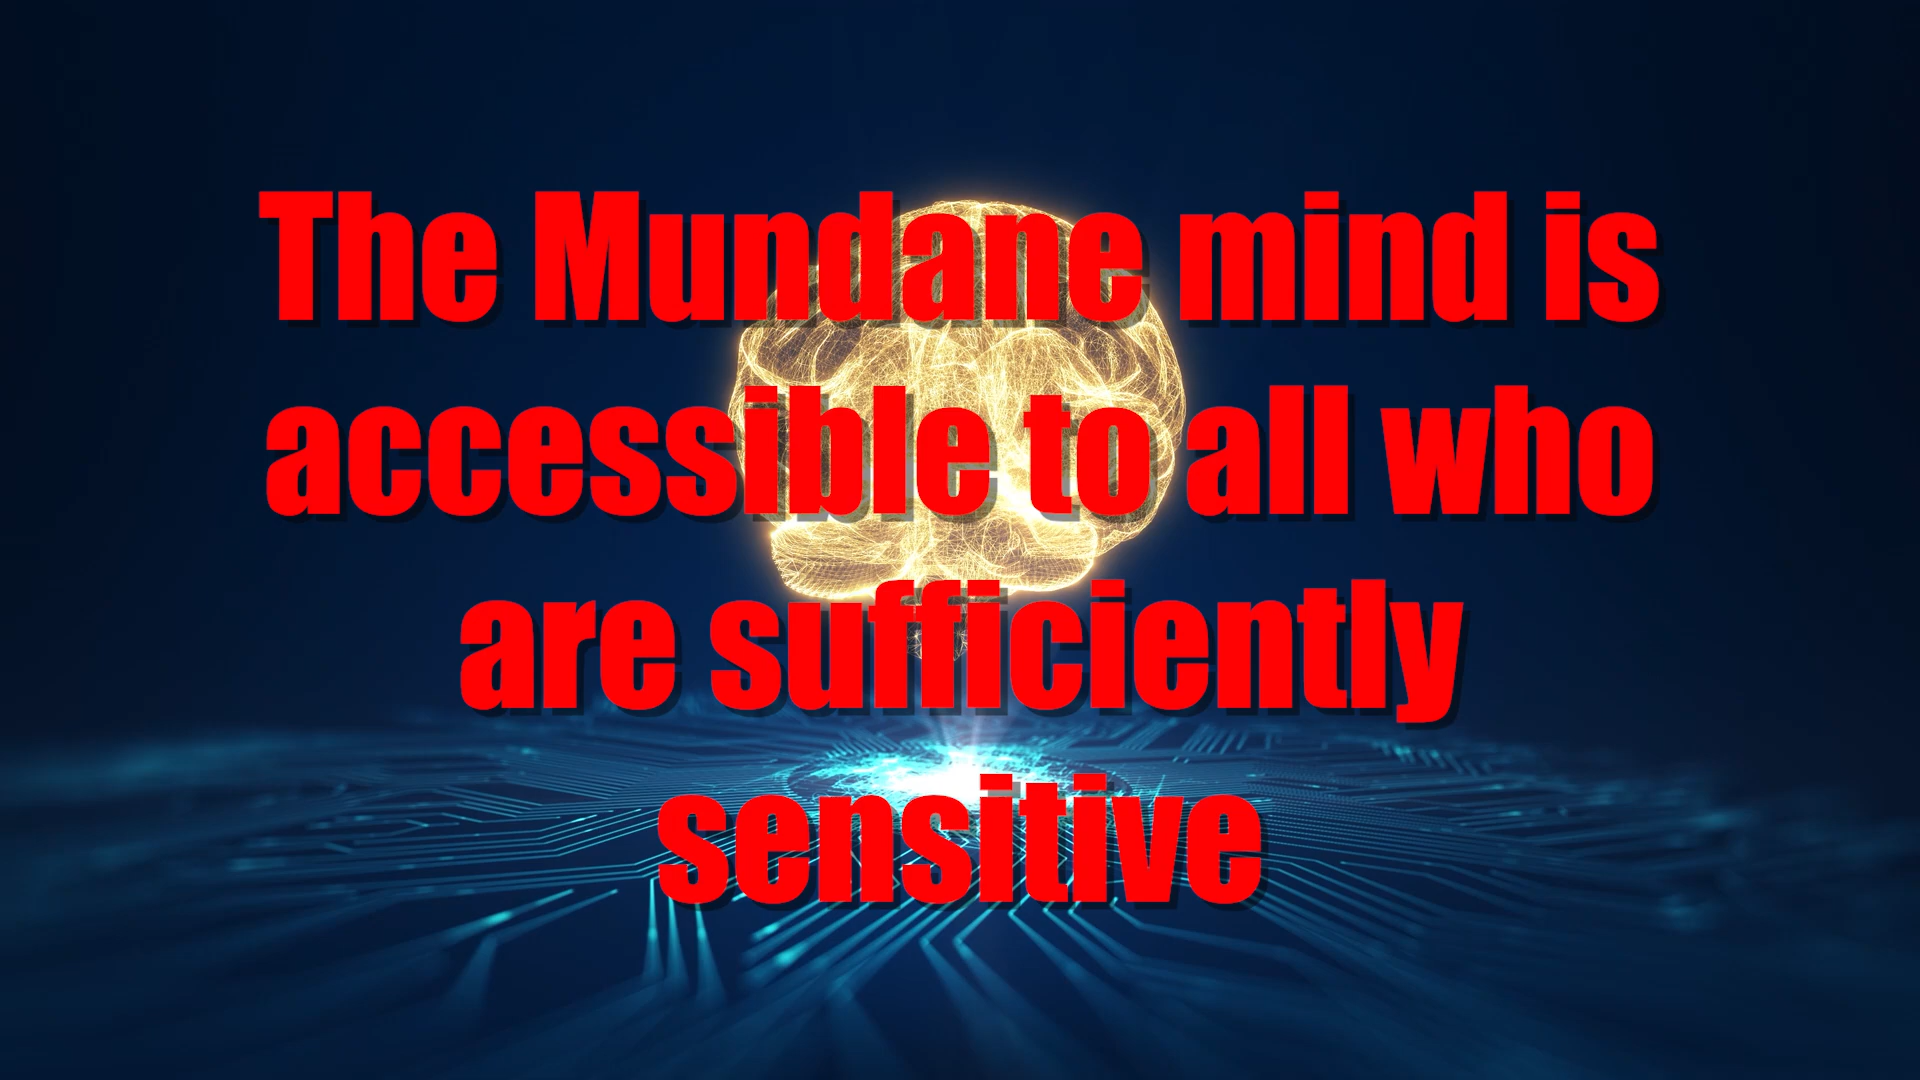 The Mundane mind is
accessible to all who
are sufficiently
sensitive